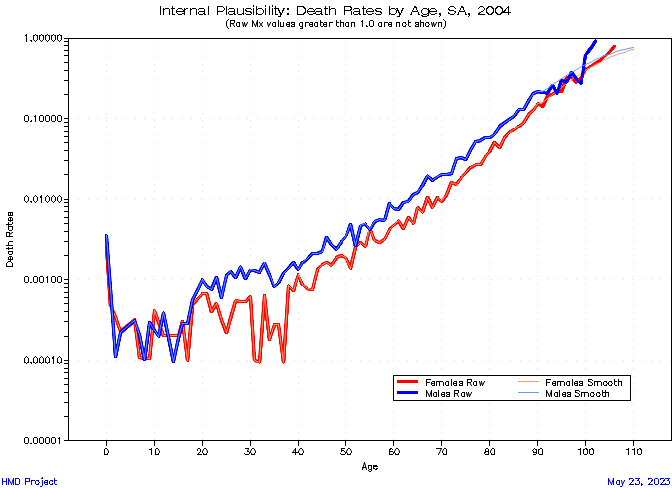 Internal Plausibility: Death Rates by Age, SA, 2004
(Raw Mx values greater than 1.0 are not shown)
1.00000
0.10000
0.01000
0.00100
0.00010
0.00001
Death Rates
0 10 20 30 40 50 60 70 80 90 100 110
Age
Females Raw Females Smooth
Males Raw Males Smooth
HMD Project May 23, 2023